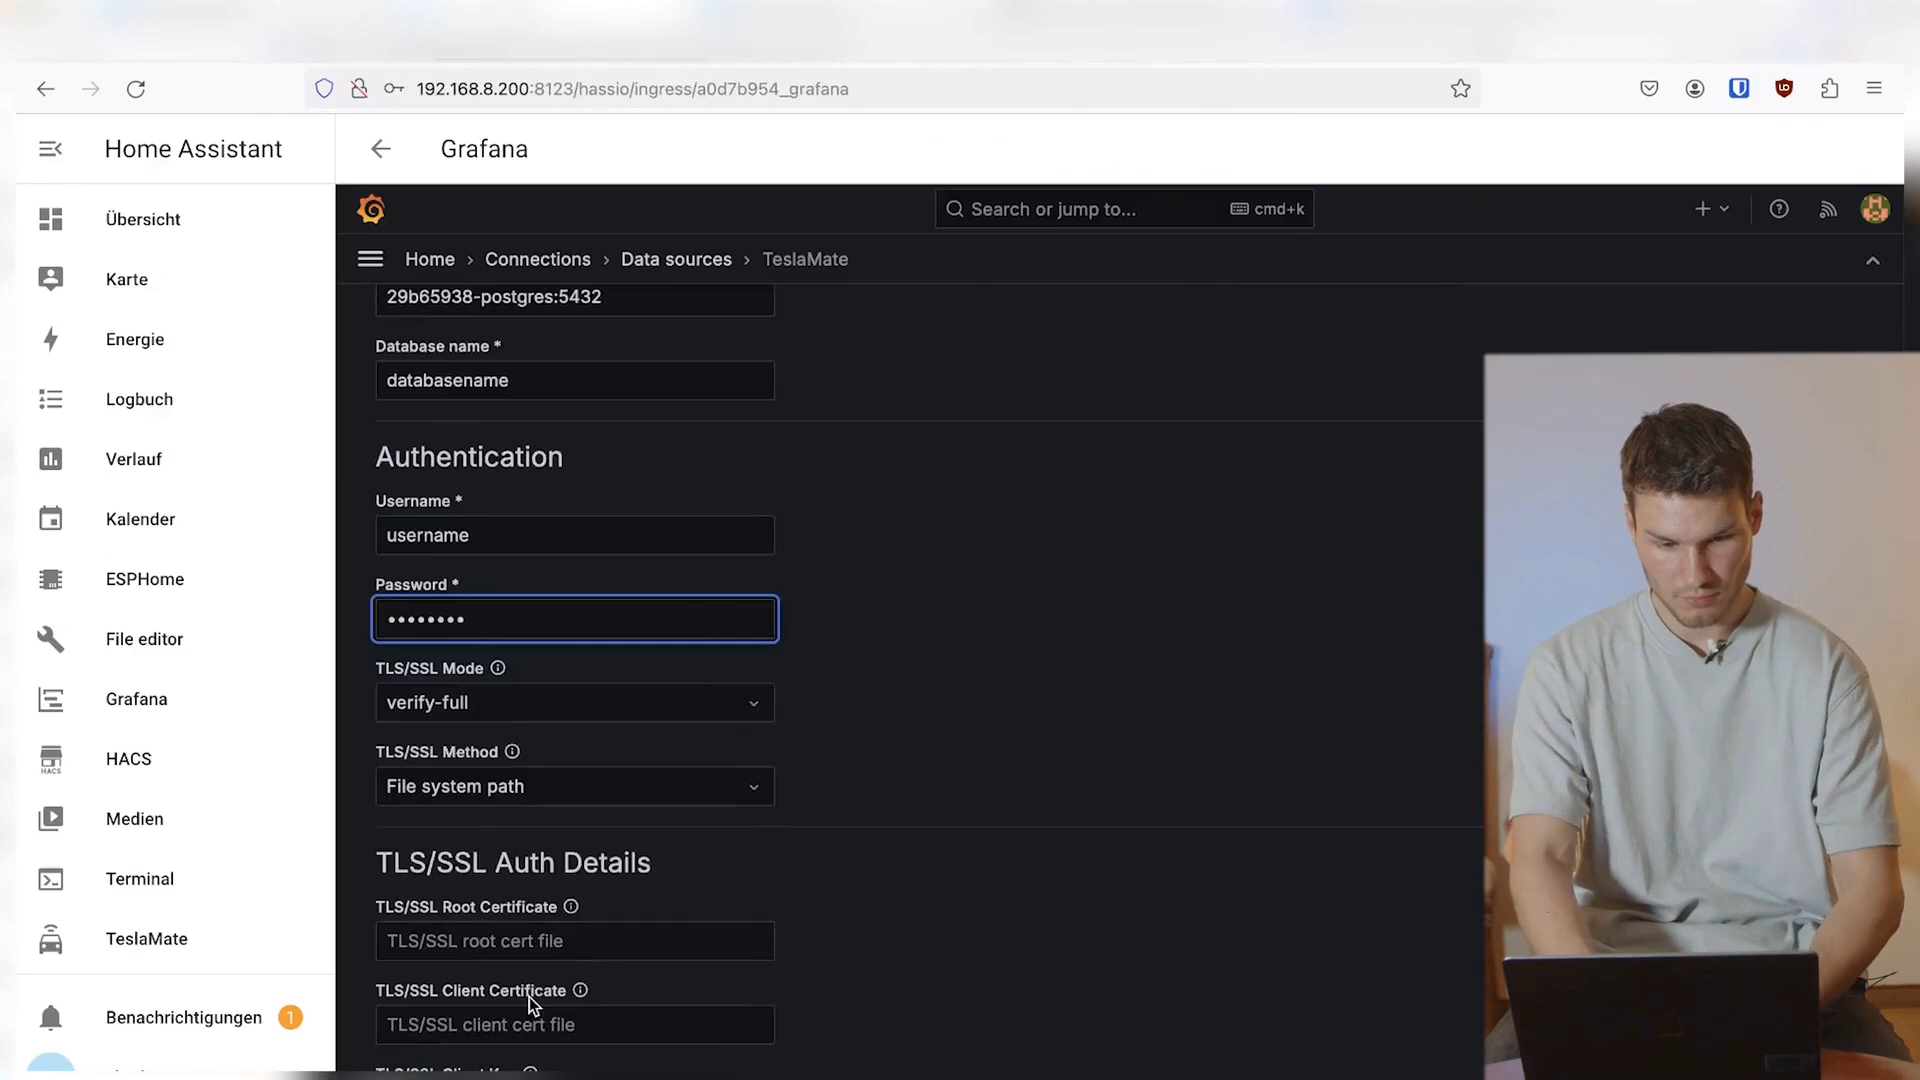 192.168.8.200:8123/hassio/ingress/a0d7b954_grafana
Home Assistant
Grafana
Search or jump to...
cmd+k
Home › Connections › Data sources › TeslaMate
Übersicht
Karte
Energie
Logbuch
Verlauf
Kalender
ESPHome
File editor
Grafana
HACS
HACS
Medien
Terminal
TeslaMate
Benachrichtigungen
1
29b65938-postgres:5432
Database name *
databasename
Authentication
Username *
username
Password *
••••••••
TLS/SSL Mode
verify-full
TLS/SSL Method
File system path
TLS/SSL Auth Details
TLS/SSL Root Certificate
TLS/SSL root cert file
TLS/SSL Client Certificate
TLS/SSL client cert file